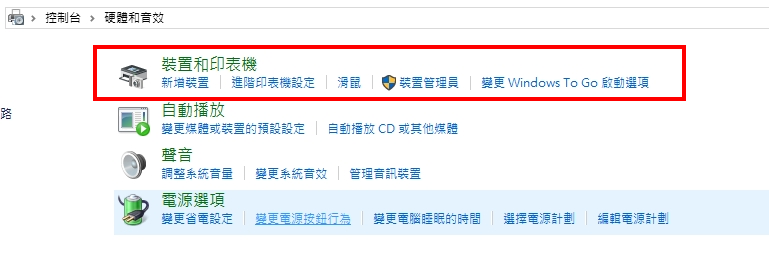 控制台 > 硬體和音效
裝置和印表機
新增裝置 | 進階印表機設定 | 滑鼠 | 裝置管理員 | 變更 Windows To Go 啟動選項
路
自動播放
變更媒體或裝置的預設設定 | 自動播放 CD 或其他媒體
聲音
調整系統音量 | 變更系統音效 | 管理音訊裝置
電源選項
變更省電設定 | 變更電源按鈕行為 | 變更電腦睡眠的時間 | 選擇電源計劃 | 編輯電源計劃